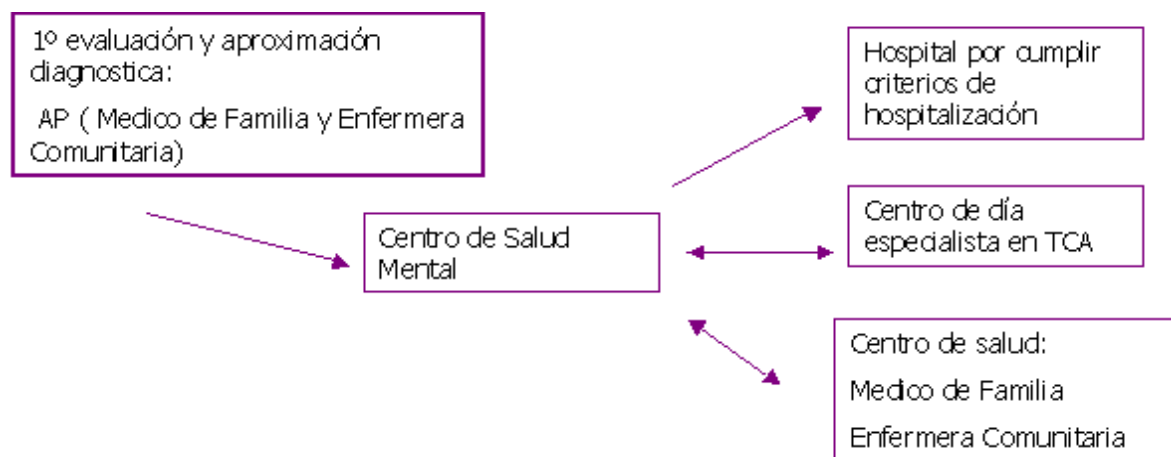 1º evaluación y aproximación
diagnostica:
AP ( Medico de Familia y Enfermera
Comunitaria)
Centro de Salud
Mental
Hospital por cumplir
criterios de
hospitalización
Centro de día
especialista en TCA
Centro de salud:
Medico de Familia
Enfermera Comunitaria